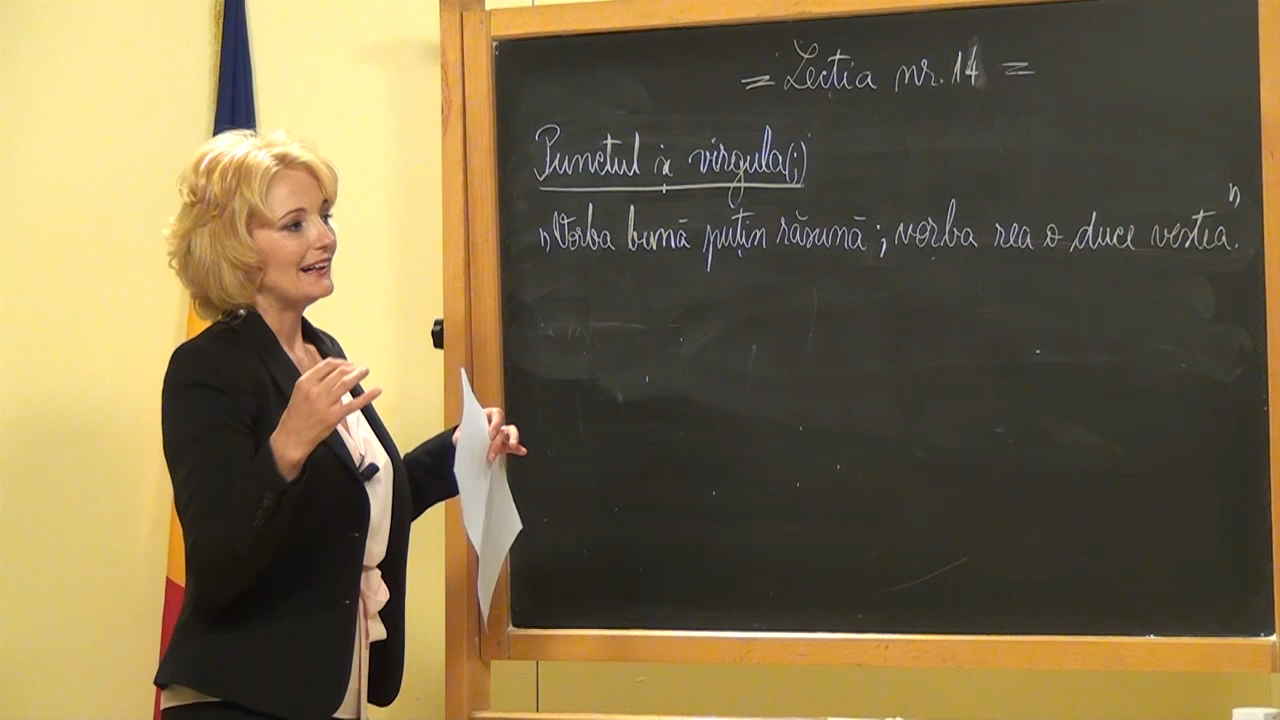 = Lecția nr. 14 =
Punctul și virgula(;)
„Vorba bună puțin răsună; vorba rea o duce vestea.”